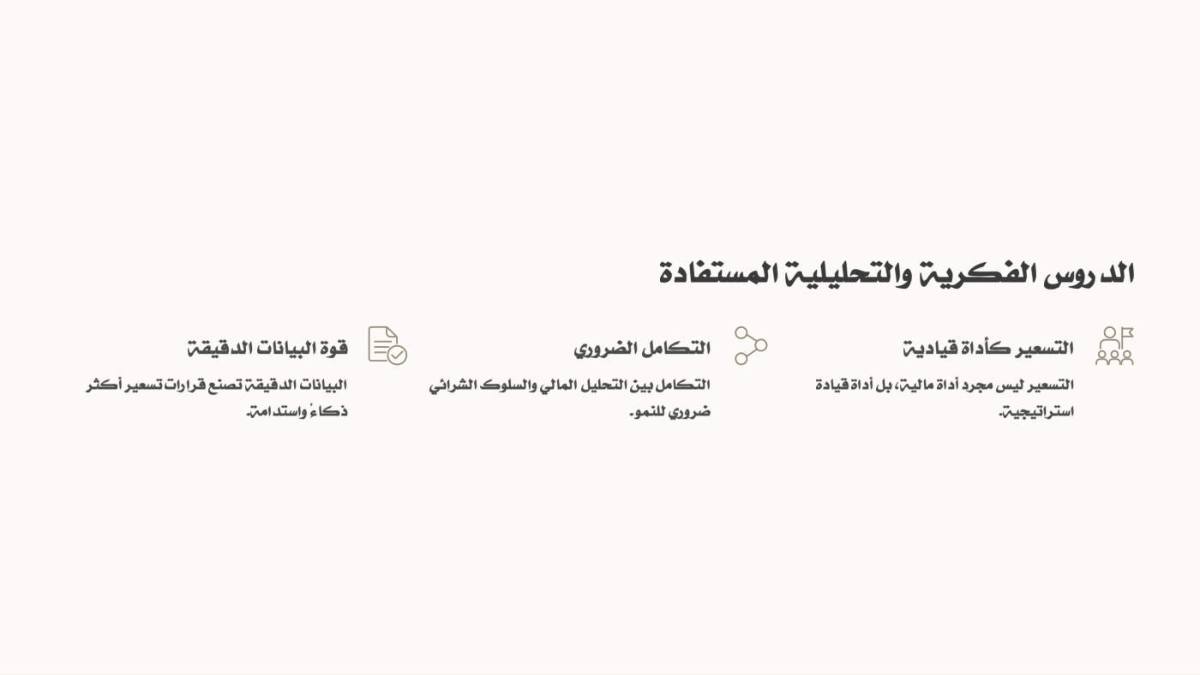 الدروس الفكرية والتحليلية المستفادة
التسعير كأداة قيادية
التسعير ليس مجرد أداة مالية، بل أداة قيادة
استراتيجية.
التكامل الضروري
التكامل بين التحليل المالي والسلوك الشرائي
ضروري للنمو.
قوة البيانات الدقيقة
البيانات الدقيقة تصنع قرارات تسعير أكثر
ذكاءً واستدامة.